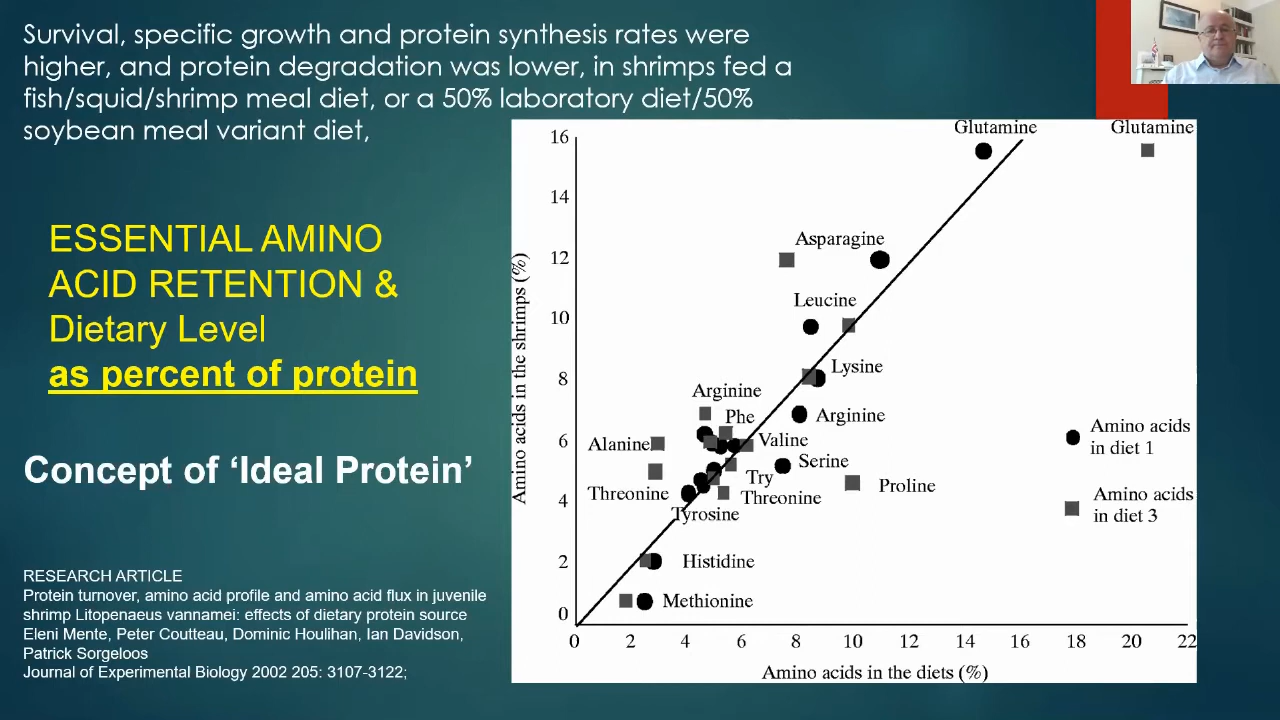 Survival, specific growth and protein synthesis rates were
higher, and protein degradation was lower, in shrimps fed a
fish/squid/shrimp meal diet, or a 50% laboratory diet/50%
soybean meal variant diet,
ESSENTIAL AMINO
ACID RETENTION &
Dietary Level
as percent of protein
Concept of ‘Ideal Protein’
RESEARCH ARTICLE
Protein turnover, amino acid profile and amino acid flux in juvenile
shrimp Litopenaeus vannamei: effects of dietary protein source
Eleni Mente, Peter Coutteau, Dominic Houlihan, Ian Davidson,
Patrick Sorgeloos
Journal of Experimental Biology 2002 205: 3107-3122;
Amino acids in the shrimps (%)
16
14
12
10
8
6
4
2
0
Glutamine
Glutamine
Asparagine
Leucine
Lysine
Arginine
Phe
Arginine
Alanine
Valine
Serine
Try
Proline
Threonine
Threonine
Tyrosine
Histidine
Methionine
Amino acids
in diet 1
Amino acids
in diet 3
0 2 4 6 8 10 12 14 16 18 20 22
Amino acids in the diets (%)